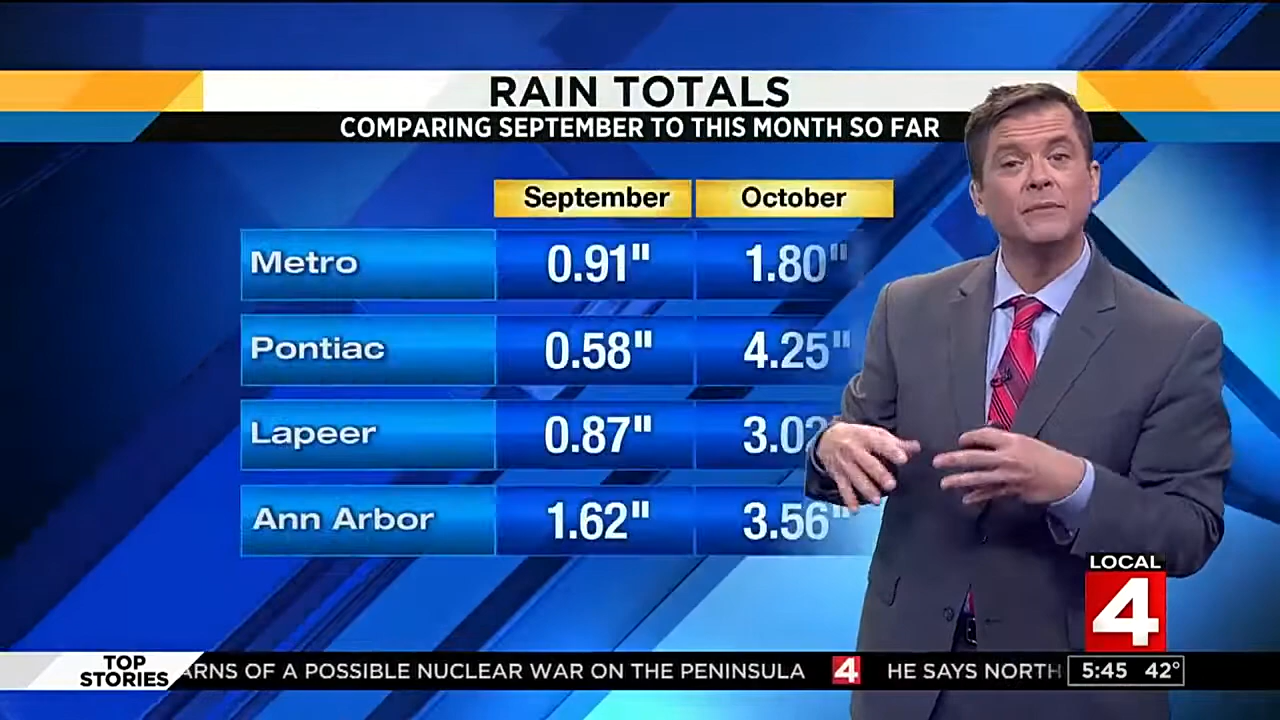 RAIN TOTALS
COMPARING SEPTEMBER TO THIS MONTH SO FAR
September October
Metro 0.91" 1.80"
Pontiac 0.58" 4.25"
Lapeer 0.87"
Ann Arbor 1.62" 3.56"
LOCAL
4
TOP
STORIES
OF A POSSIBLE NUCLEAR WAR ON THE PENINSULA 4 HE SAYS NORTH 5:45 42°